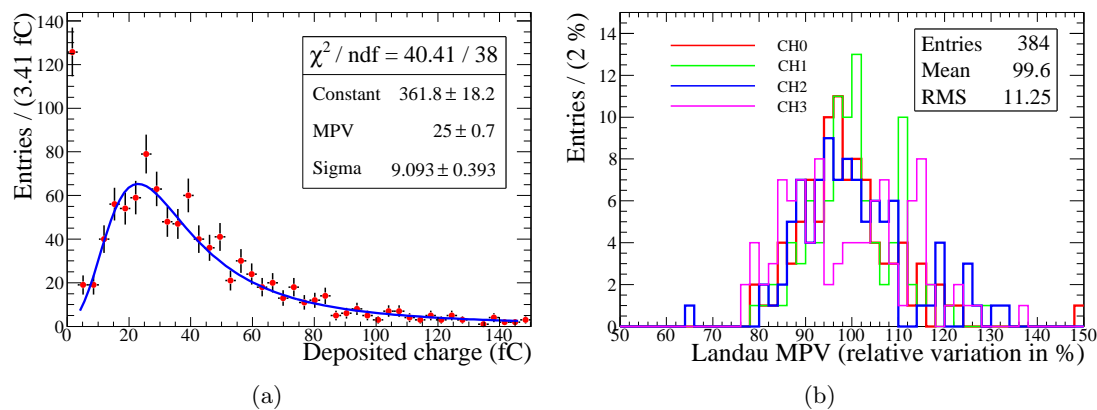 Entries / (3.41 fC)
140
120
100
80
60
40
20
0
0 20 40 60 80 100 120 140
Deposited charge (fC)
χ² / ndf = 40.41 / 38
Constant 361.8 ± 18.2
MPV 25 ± 0.7
Sigma 9.093 ± 0.393
(a)
Entries / (2 %)
14
12
10
8
6
4
2
0
50 60 70 80 90 100 110 120 130 140 150
Landau MPV (relative variation in %)
CH0
CH1
CH2
CH3
Entries 384
Mean 99.6
RMS 11.25
(b)